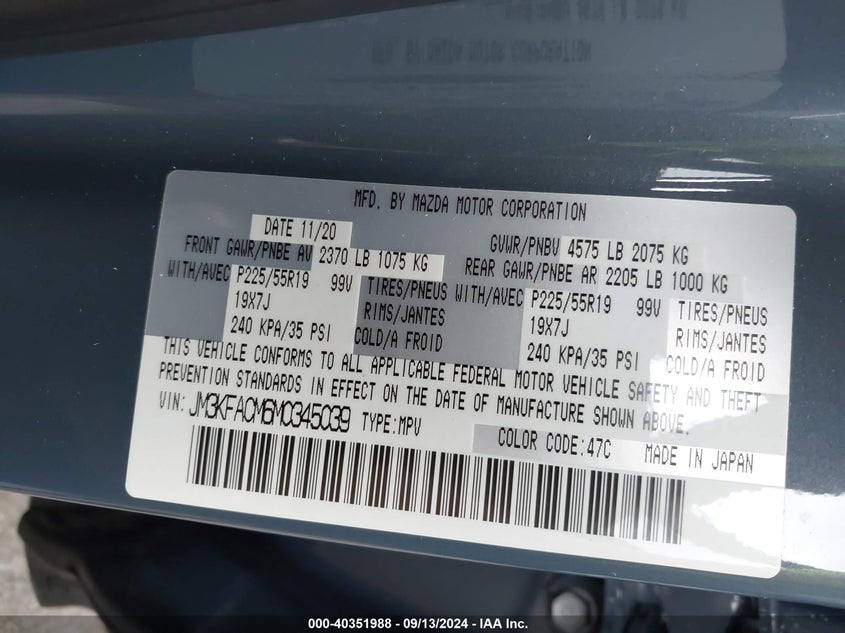 MFD. BY MAZDA MOTOR CORPORATION
DATE 11/20
GVWR/PNBV 4575 LB 2075 KG
FRONT GAWR/PNBE AV 2370 LB 1075 KG
REAR GAWR/PNBE AR 2205 LB 1000 KG
WITH/AVEC P225/55R19 99V TIRES/PNEUS WITH/AVEC P225/55R19 99V TIRES/PNEUS
19X7J RIMS/JANTES 19X7J RIMS/JANTES
240 KPA/35 PSI COLD/A FROID 240 KPA/35 PSI COLD/A FROID
THIS VEHICLE CONFORMS TO ALL APPLICABLE FEDERAL MOTOR VEHICLE SAFETY AND THEFT
PREVENTION STANDARDS IN EFFECT ON THE DATE OF MANUFACTURE SHOWN ABOVE.
VIN: JM3KFACM6M0345039 TYPE:MPV
COLOR CODE:47C MADE IN JAPAN
000-40351988 - 09/13/2024 - IAA Inc.